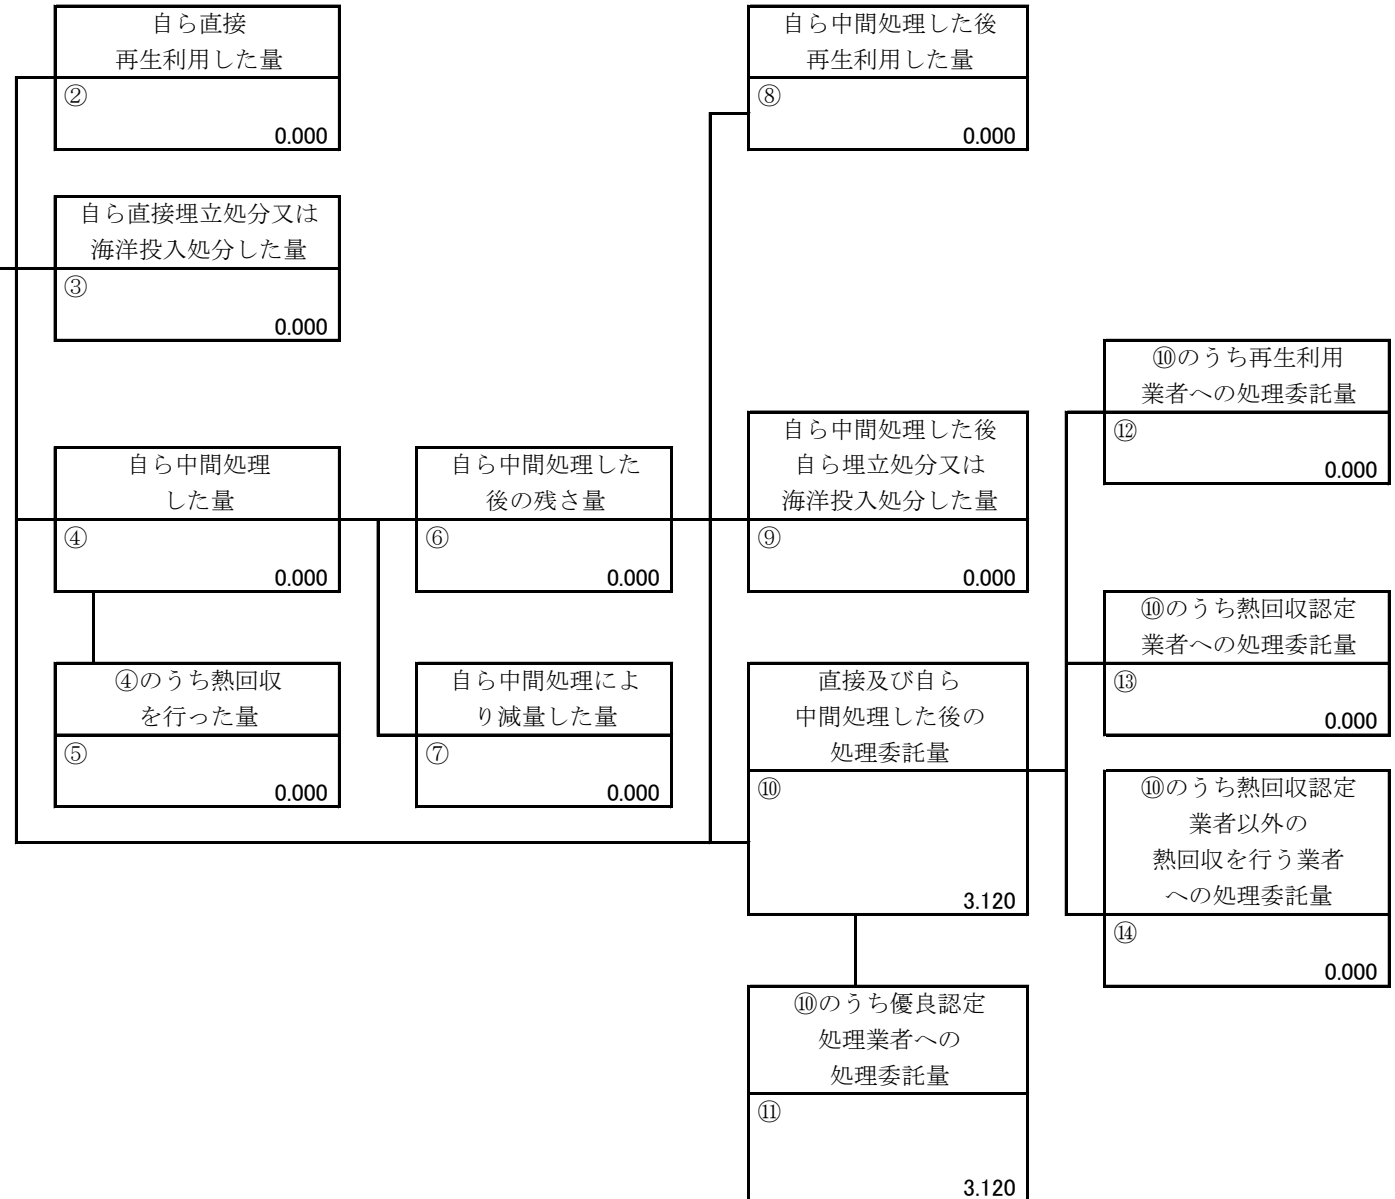 自ら直接
再生利用した量
②
0.000
自ら中間処理した後
再生利用した量
⑧
0.000
自ら直接埋立処分又は
海洋投入処分した量
③
0.000
⑩のうち再生利用
業者への処理委託量
⑫
0.000
自ら中間処理
した量
④
0.000
自ら中間処理した
後の残さ量
⑥
0.000
自ら中間処理した後
自ら埋立処分又は
海洋投入処分した量
⑨
0.000
⑩のうち熱回収認定
業者への処理委託量
⑬
0.000
④のうち熱回収
を行った量
⑤
0.000
自ら中間処理によ
り減量した量
⑦
0.000
直接及び自ら
中間処理した後の
処理委託量
⑩
3.120
⑩のうち熱回収認定
業者以外の
熱回収を行う業者
への処理委託量
⑭
0.000
⑩のうち優良認定
処理業者への
処理委託量
⑪
3.120